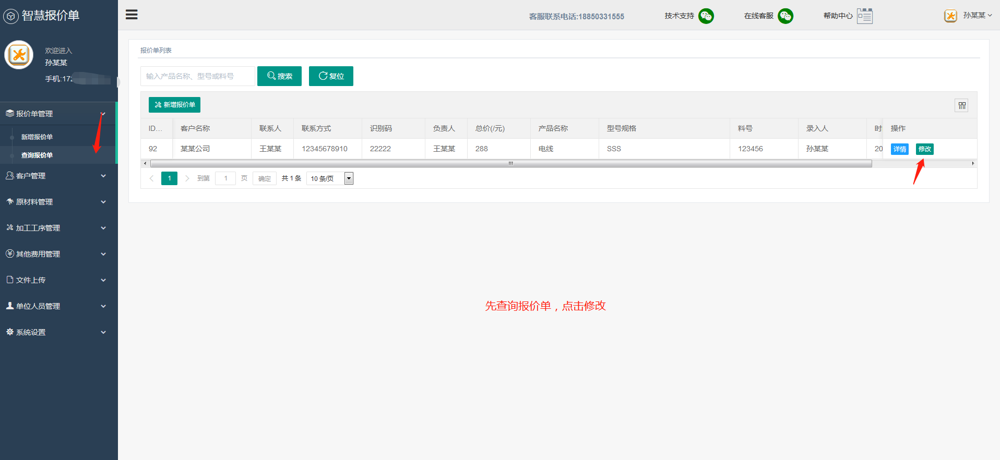 智慧报价单
客服联系电话:18850331555
技术支持
在线客服
帮助中心
孙某某
欢迎进入
孙某某
手机:17
报价单管理
新增报价单
查询报价单
客户管理
原材料管理
加工工序管理
其他费用管理
文件上传
单位人员管理
系统设置
报价单列表
输入产品名称、型号或料号
搜索
复位
新增报价单
ID... 客户名称 联系人 联系方式 识别码 负责人 总价(/元) 产品名称 型号规格 料号 录入人 时 操作
92 某某公司 王某某 12345678910 22222 王某某 288 电线 SSS 123456 孙某某 20 详情 修改
1 到第 1 页 确定 共 1 条 10 条/页
先查询报价单，点击修改